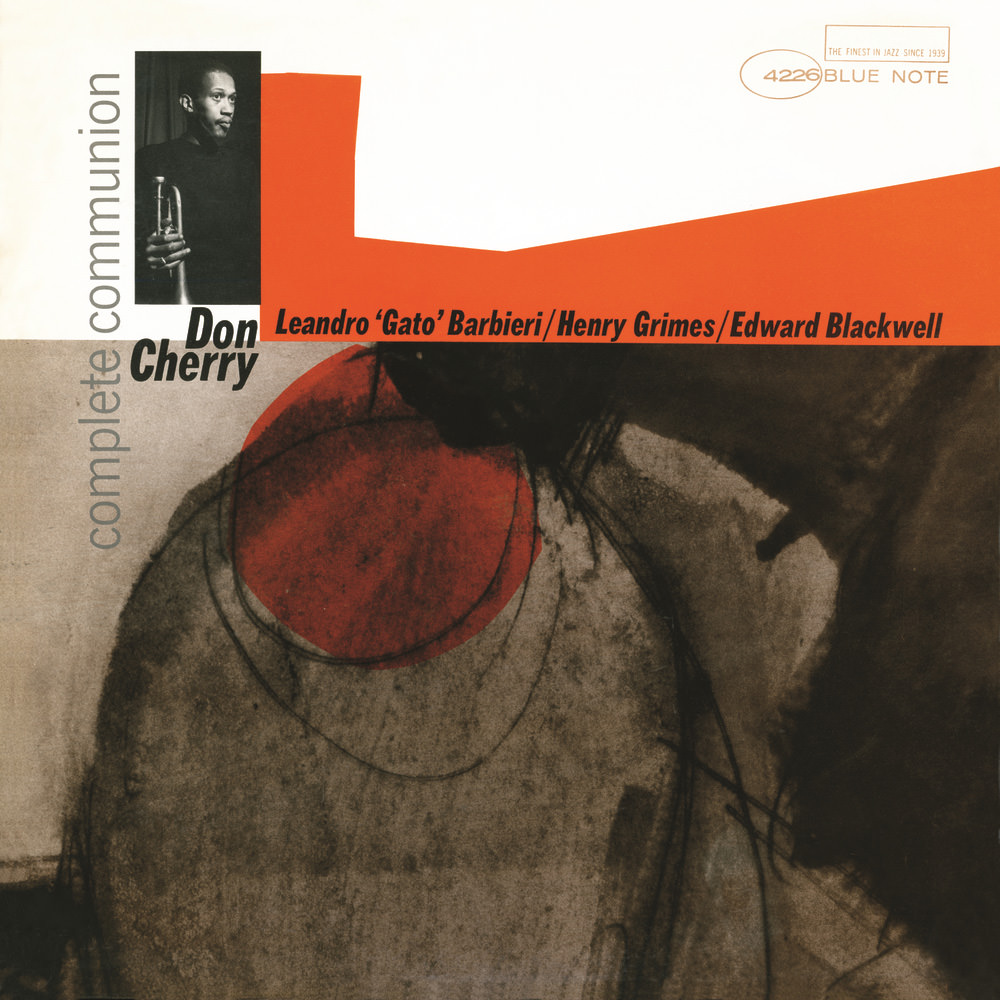 THE FINEST IN JAZZ SINCE 1939
4226 BLUE NOTE
complete communion
Don
Cherry
Leandro ‘Gato’ Barbieri/Henry Grimes/Edward Blackwell